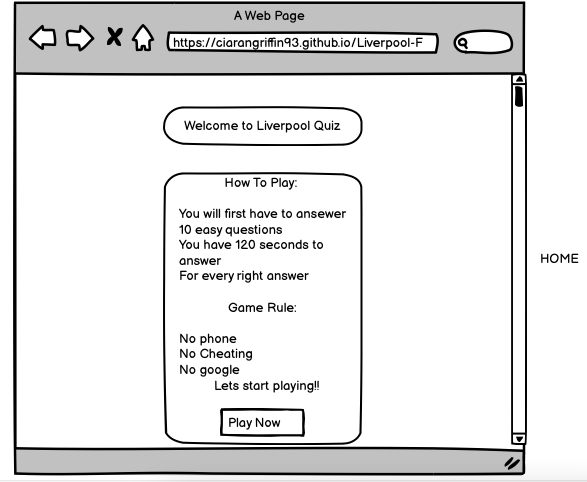 A Web Page
https://ciarangriffin93.github.io/Liverpool-F
Welcome to Liverpool Quiz
How To Play:
You will first have to ansewer
10 easy questions
You have 120 seconds to
answer
For every right answer
HOME
Game Rule:
No phone
No Cheating
No google
Lets start playing!!
Play Now